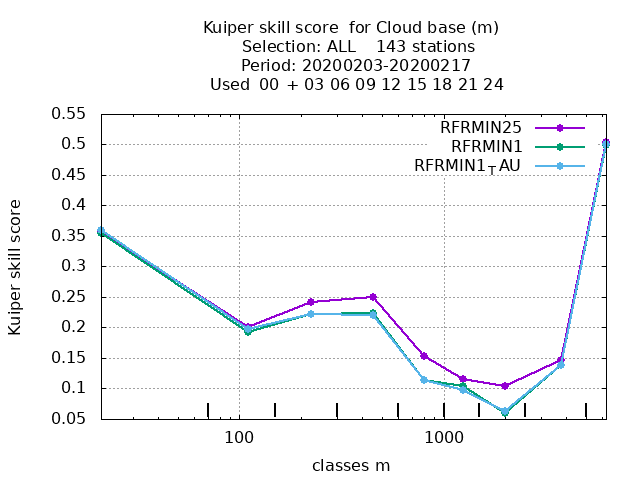 Kuiper skill score  for Cloud base (m)
Selection: ALL    143 stations
Period: 20200203-20200217
Used  00 + 03 06 09 12 15 18 21 24
RFRMIN25
RFRMIN1
RFRMIN1TAU
0.55
0.5
0.45
0.4
0.35
0.3
0.25
0.2
0.15
0.1
0.05
Kuiper skill score
100
1000
classes m